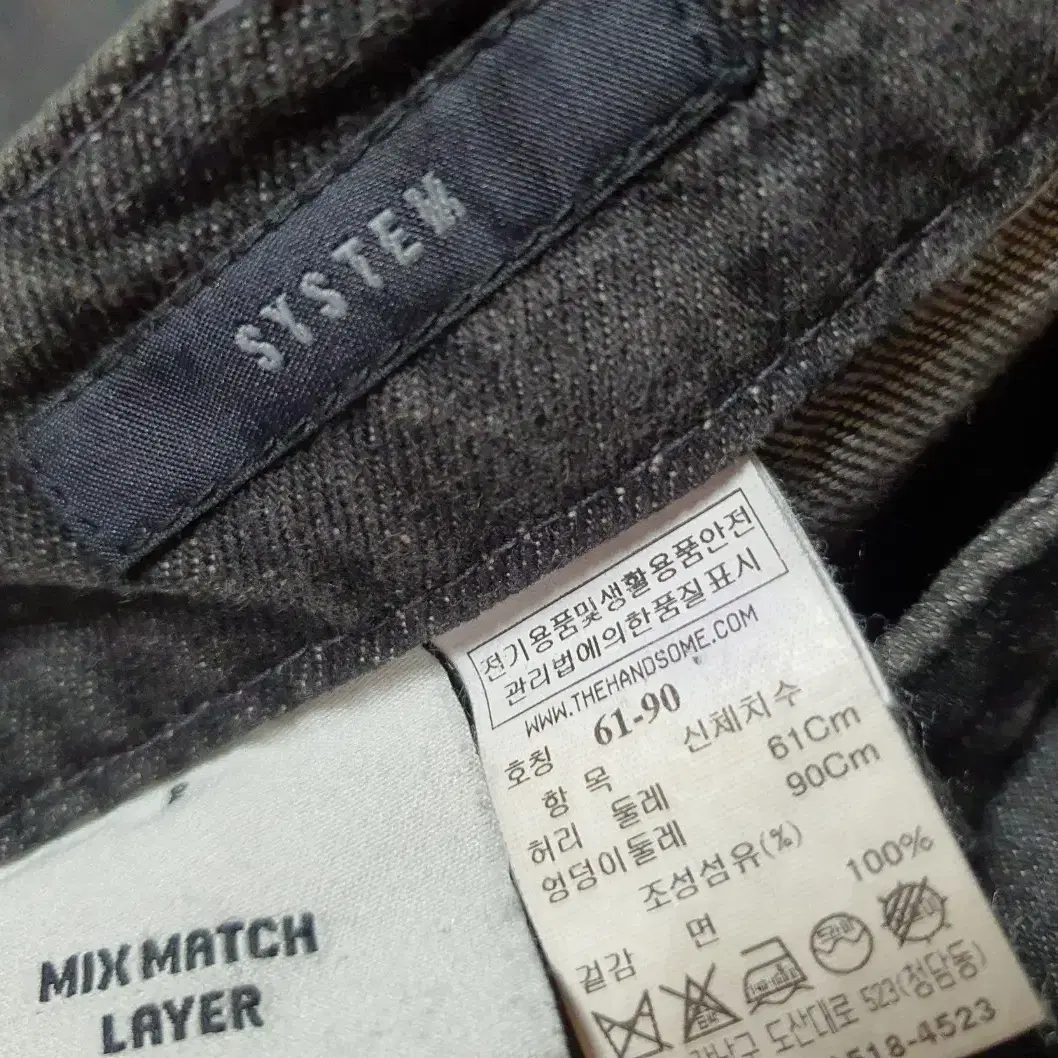 SYSTEM
전기용품및생활용품안전
관리법에의한품질표시
WWW.THEHANDSOME.COM
호칭 61-90
항 목 신체치수
허리 둘레 61Cm
엉덩이둘레 90Cm
조성섬유(%)
겉감 면 100%
드라이
도산대로 523(청담동)
518-4523
MIX MATCH
LAYER